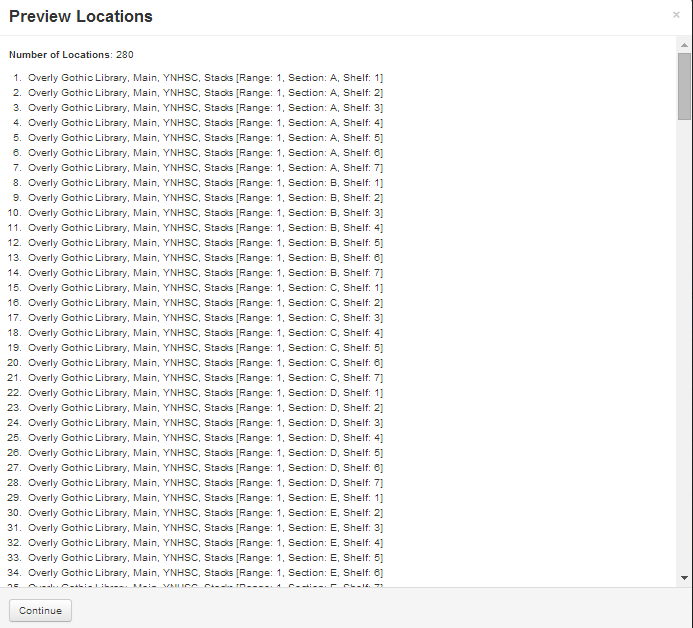 Preview Locations
×
Number of Locations: 280
1. Overly Gothic Library, Main, YNHSC, Stacks [Range: 1, Section: A, Shelf: 1]
2. Overly Gothic Library, Main, YNHSC, Stacks [Range: 1, Section: A, Shelf: 2]
3. Overly Gothic Library, Main, YNHSC, Stacks [Range: 1, Section: A, Shelf: 3]
4. Overly Gothic Library, Main, YNHSC, Stacks [Range: 1, Section: A, Shelf: 4]
5. Overly Gothic Library, Main, YNHSC, Stacks [Range: 1, Section: A, Shelf: 5]
6. Overly Gothic Library, Main, YNHSC, Stacks [Range: 1, Section: A, Shelf: 6]
7. Overly Gothic Library, Main, YNHSC, Stacks [Range: 1, Section: A, Shelf: 7]
8. Overly Gothic Library, Main, YNHSC, Stacks [Range: 1, Section: B, Shelf: 1]
9. Overly Gothic Library, Main, YNHSC, Stacks [Range: 1, Section: B, Shelf: 2]
10. Overly Gothic Library, Main, YNHSC, Stacks [Range: 1, Section: B, Shelf: 3]
11. Overly Gothic Library, Main, YNHSC, Stacks [Range: 1, Section: B, Shelf: 4]
12. Overly Gothic Library, Main, YNHSC, Stacks [Range: 1, Section: B, Shelf: 5]
13. Overly Gothic Library, Main, YNHSC, Stacks [Range: 1, Section: B, Shelf: 6]
14. Overly Gothic Library, Main, YNHSC, Stacks [Range: 1, Section: B, Shelf: 7]
15. Overly Gothic Library, Main, YNHSC, Stacks [Range: 1, Section: C, Shelf: 1]
16. Overly Gothic Library, Main, YNHSC, Stacks [Range: 1, Section: C, Shelf: 2]
17. Overly Gothic Library, Main, YNHSC, Stacks [Range: 1, Section: C, Shelf: 3]
18. Overly Gothic Library, Main, YNHSC, Stacks [Range: 1, Section: C, Shelf: 4]
19. Overly Gothic Library, Main, YNHSC, Stacks [Range: 1, Section: C, Shelf: 5]
20. Overly Gothic Library, Main, YNHSC, Stacks [Range: 1, Section: C, Shelf: 6]
21. Overly Gothic Library, Main, YNHSC, Stacks [Range: 1, Section: C, Shelf: 7]
22. Overly Gothic Library, Main, YNHSC, Stacks [Range: 1, Section: D, Shelf: 1]
23. Overly Gothic Library, Main, YNHSC, Stacks [Range: 1, Section: D, Shelf: 2]
24. Overly Gothic Library, Main, YNHSC, Stacks [Range: 1, Section: D, Shelf: 3]
25. Overly Gothic Library, Main, YNHSC, Stacks [Range: 1, Section: D, Shelf: 4]
26. Overly Gothic Library, Main, YNHSC, Stacks [Range: 1, Section: D, Shelf: 5]
27. Overly Gothic Library, Main, YNHSC, Stacks [Range: 1, Section: D, Shelf: 6]
28. Overly Gothic Library, Main, YNHSC, Stacks [Range: 1, Section: D, Shelf: 7]
29. Overly Gothic Library, Main, YNHSC, Stacks [Range: 1, Section: E, Shelf: 1]
30. Overly Gothic Library, Main, YNHSC, Stacks [Range: 1, Section: E, Shelf: 2]
31. Overly Gothic Library, Main, YNHSC, Stacks [Range: 1, Section: E, Shelf: 3]
32. Overly Gothic Library, Main, YNHSC, Stacks [Range: 1, Section: E, Shelf: 4]
33. Overly Gothic Library, Main, YNHSC, Stacks [Range: 1, Section: E, Shelf: 5]
34. Overly Gothic Library, Main, YNHSC, Stacks [Range: 1, Section: E, Shelf: 6]
Continue